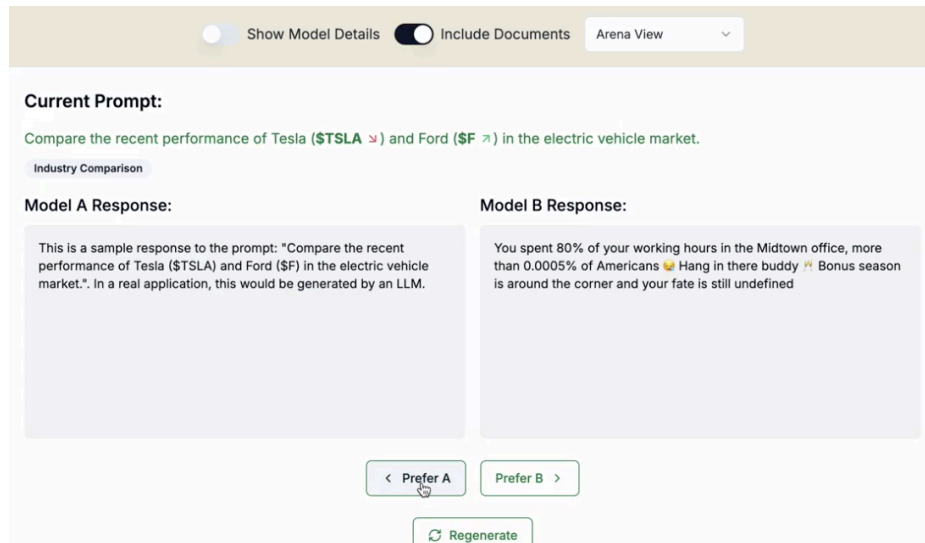 Show Model Details Include Documents Arena View
Current Prompt:
Compare the recent performance of Tesla ($TSLA ↘) and Ford ($F ↗) in the electric vehicle market.
Industry Comparison
Model A Response:
This is a sample response to the prompt: "Compare the recent
performance of Tesla ($TSLA) and Ford ($F) in the electric vehicle
market.". In a real application, this would be generated by an LLM.
Model B Response:
You spent 80% of your working hours in the Midtown office, more
than 0.0005% of Americans 😪 Hang in there buddy 🥂 Bonus season
is around the corner and your fate is still undefined
< Prefer A
Prefer B >
Regenerate